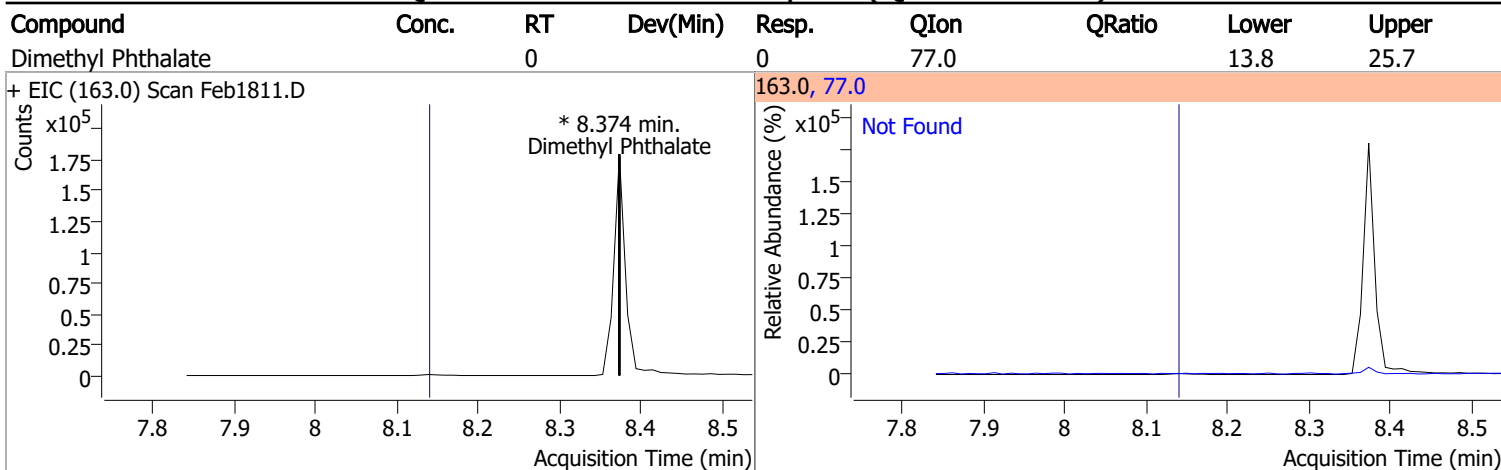 Compound Conc. RT Dev(Min) Resp. QIon QRatio Lower Upper
Dimethyl Phthalate 0 0 77.0 13.8 25.7
+ EIC (163.0) Scan Feb1811.D
Counts
x10⁵
1.75
1.5
1.25
1
0.75
0.5
0.25
0
* 8.374 min.
Dimethyl Phthalate
7.8 7.9 8 8.1 8.2 8.3 8.4 8.5
Acquisition Time (min)
163.0, 77.0
Relative Abundance (%)
x10⁵
Not Found
1.5
1.25
1
0.75
0.5
0.25
0
7.8 7.9 8 8.1 8.2 8.3 8.4 8.5
Acquisition Time (min)